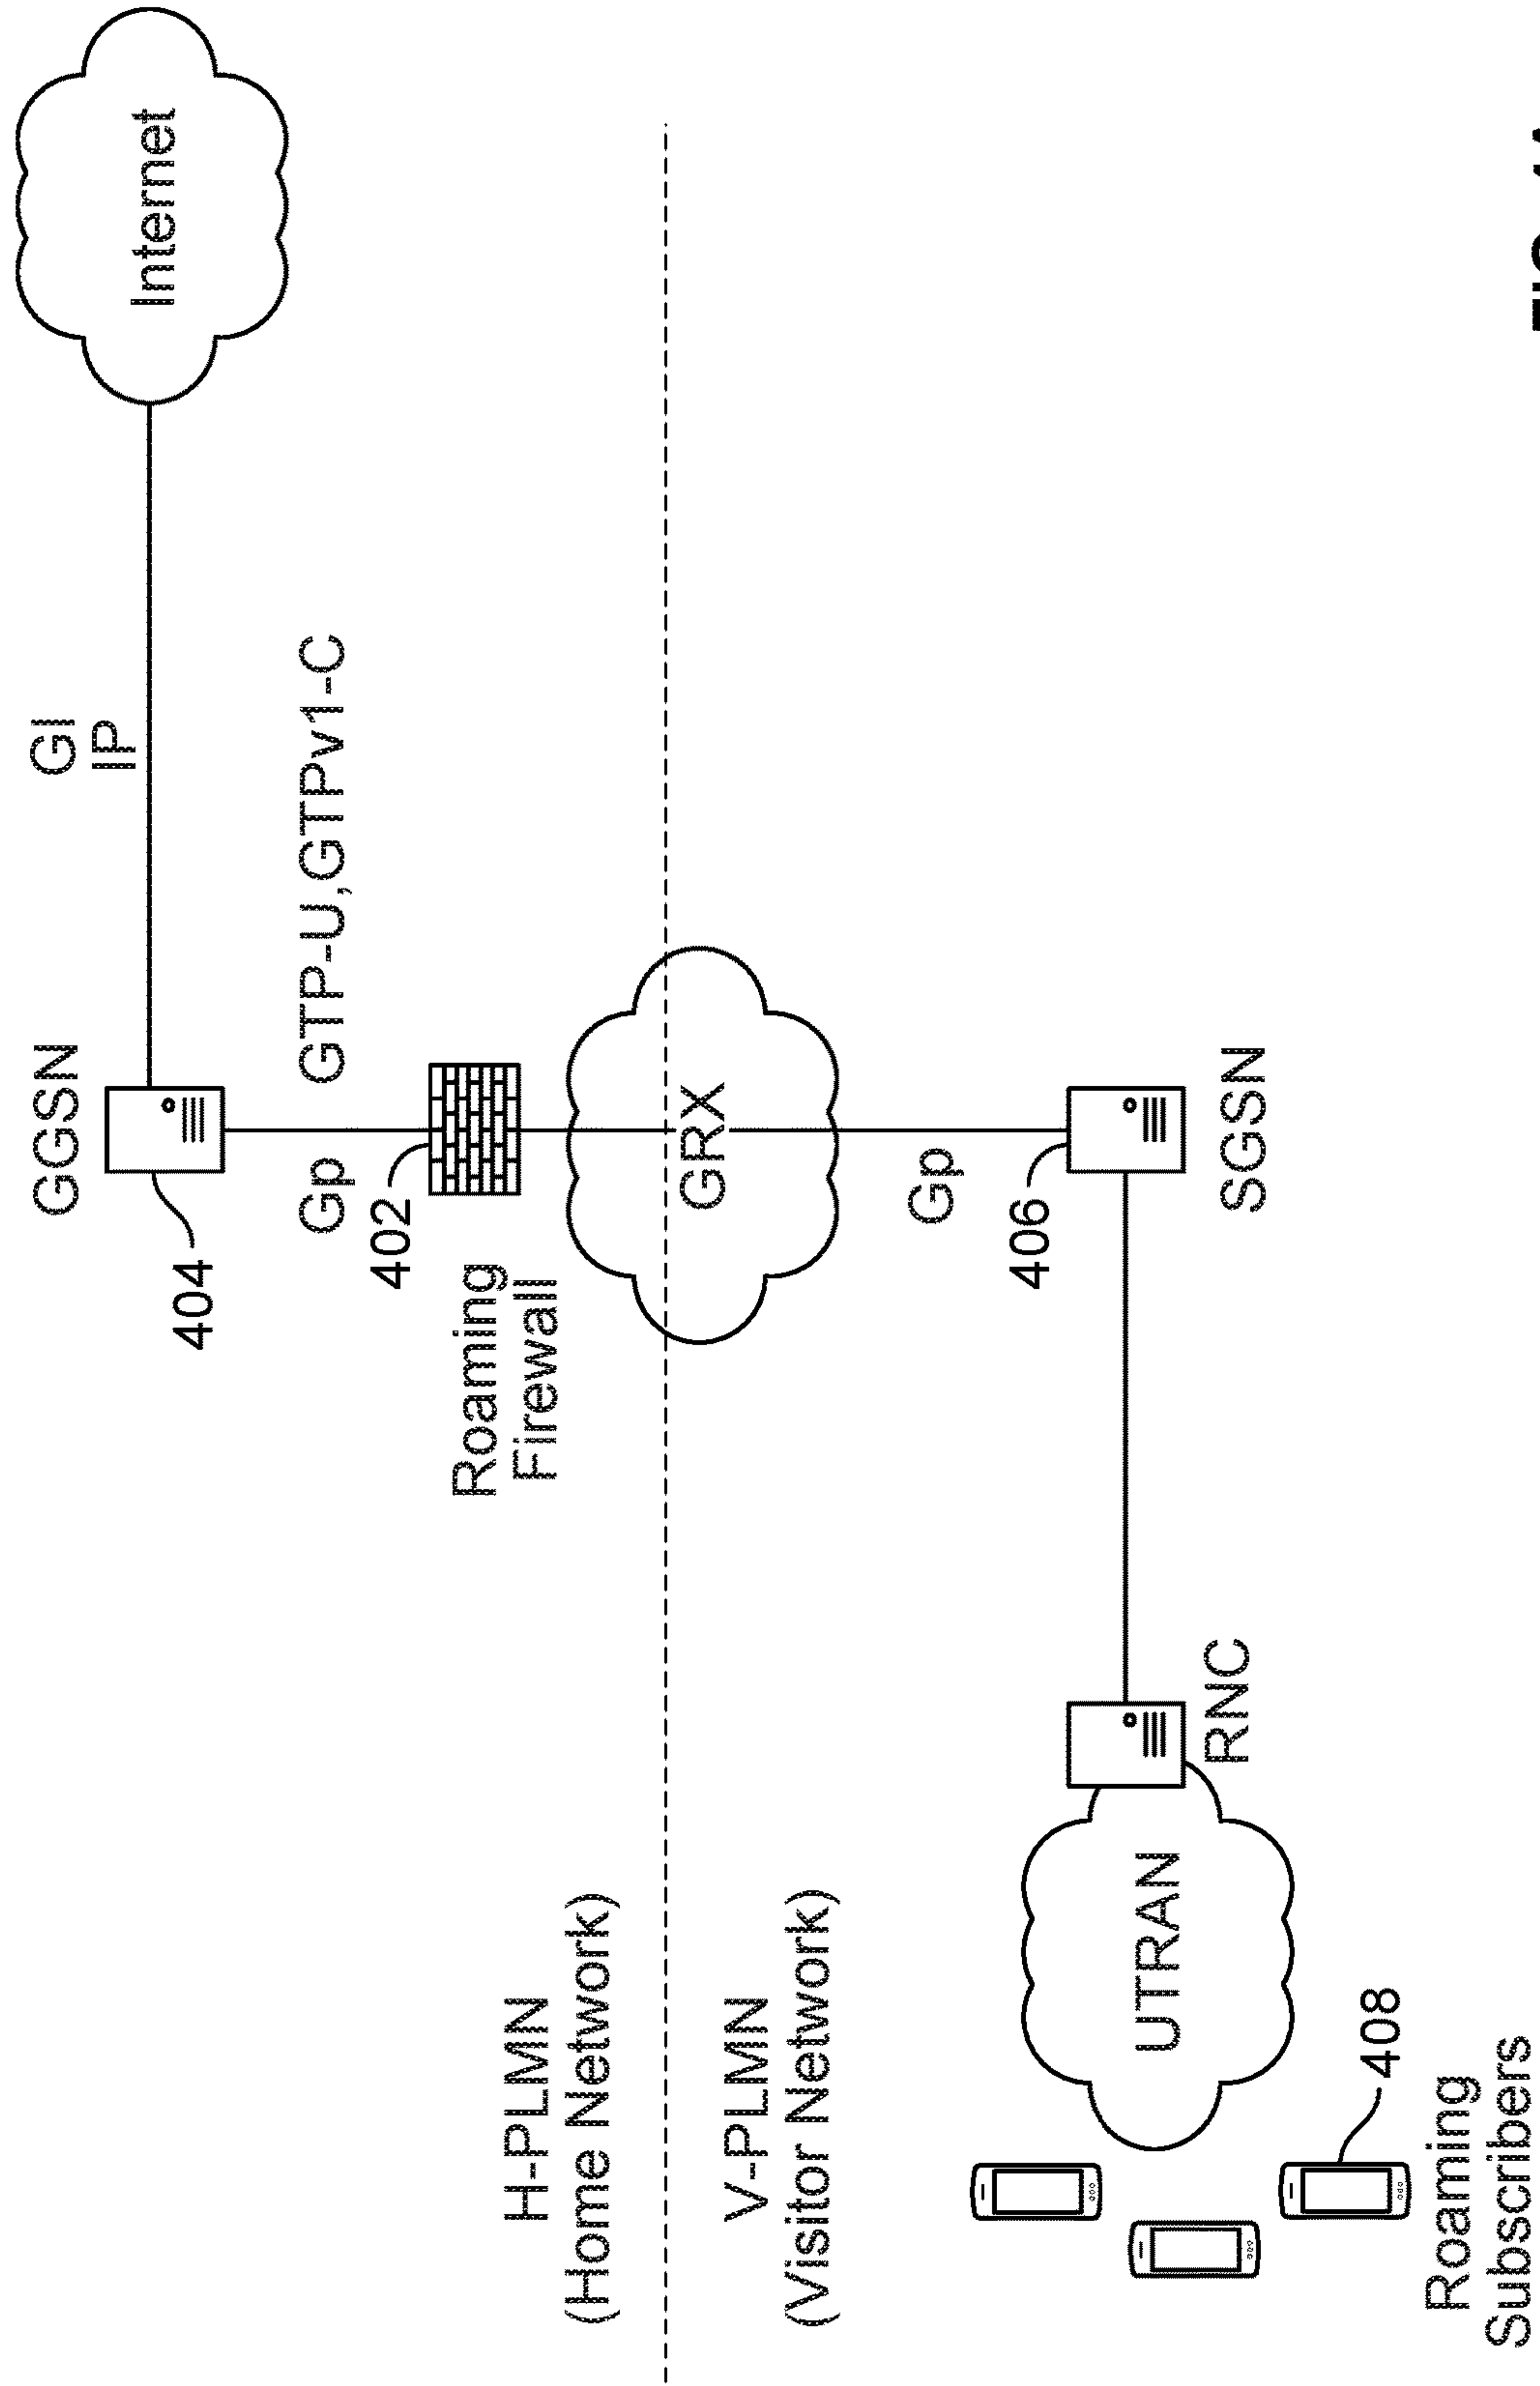 GGSN
404
GI
IP
Internet
Gp
GTP-U,GTPv1-C
402
Roaming
Firewall
H-PLMN
(Home Network)
GRX
V-PLMN
(Visitor Network)
Gp
406
SGSN
UTRAN
RNC
408
Roaming
Subscribers